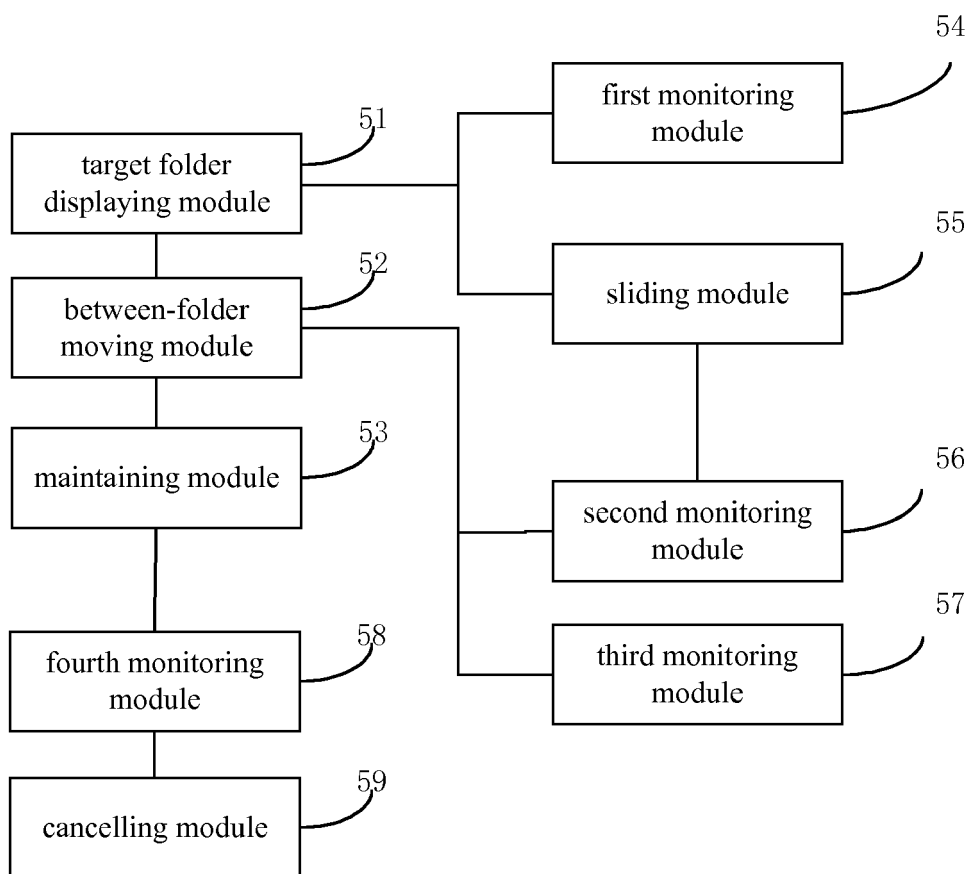 54
first monitoring
module
51
target folder
displaying module
55
52
sliding module
between-folder
moving module
53
maintaining module
56
second monitoring
module
57
58
fourth monitoring
module
third monitoring
module
59
cancelling module